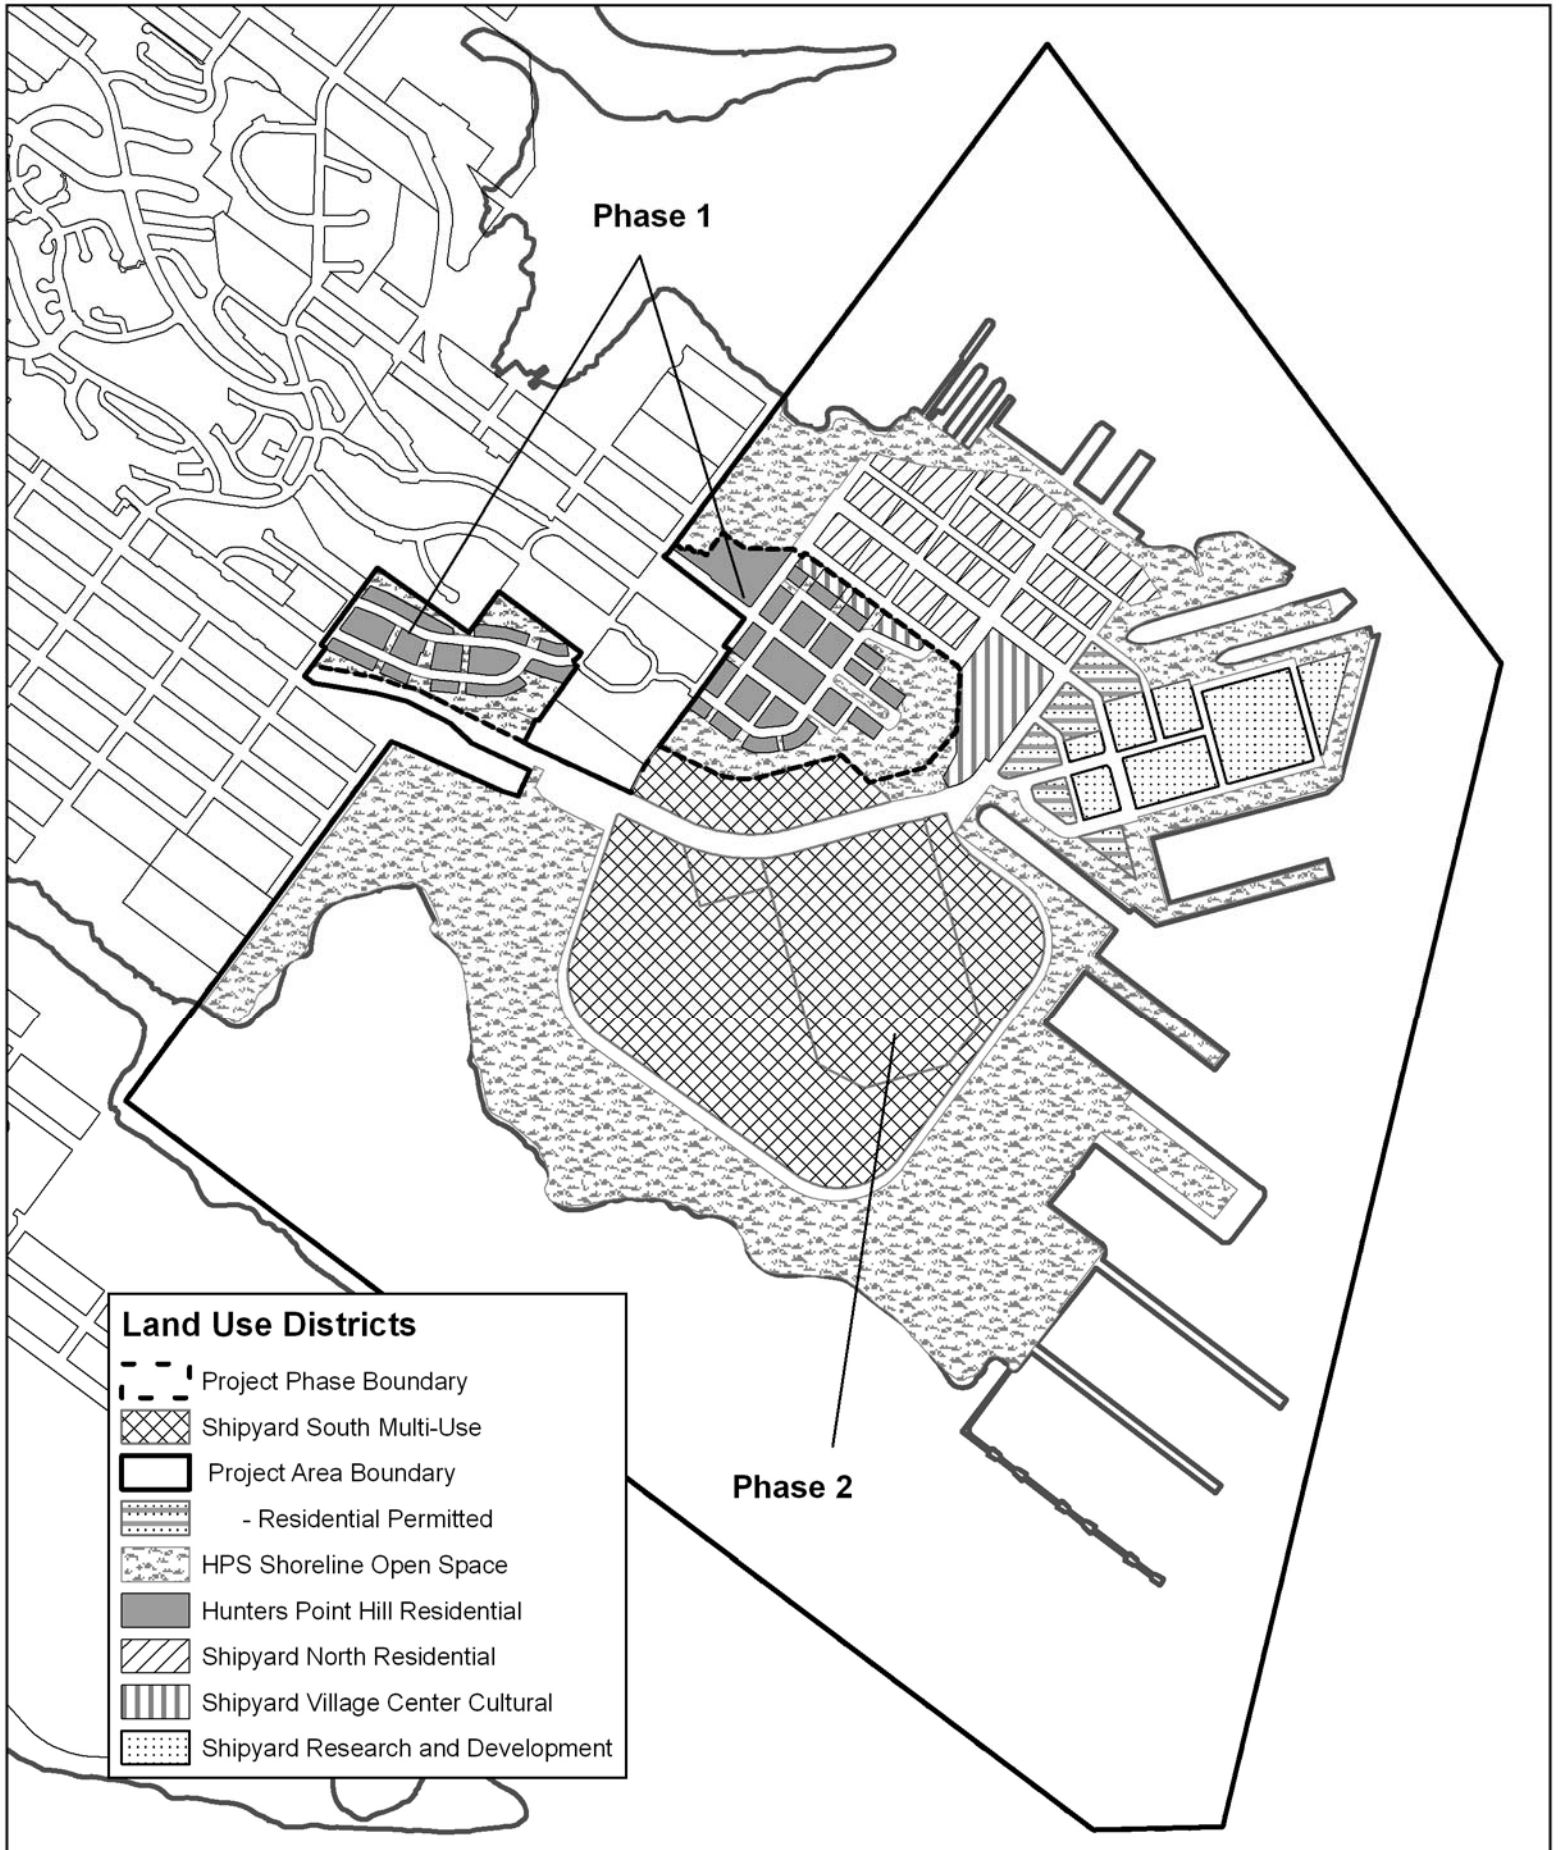 Phase 1
Phase 2
Land Use Districts
Project Phase Boundary
Shipyard South Multi-Use
Project Area Boundary
- Residential Permitted
HPS Shoreline Open Space
Hunters Point Hill Residential
Shipyard North Residential
Shipyard Village Center Cultural
Shipyard Research and Development